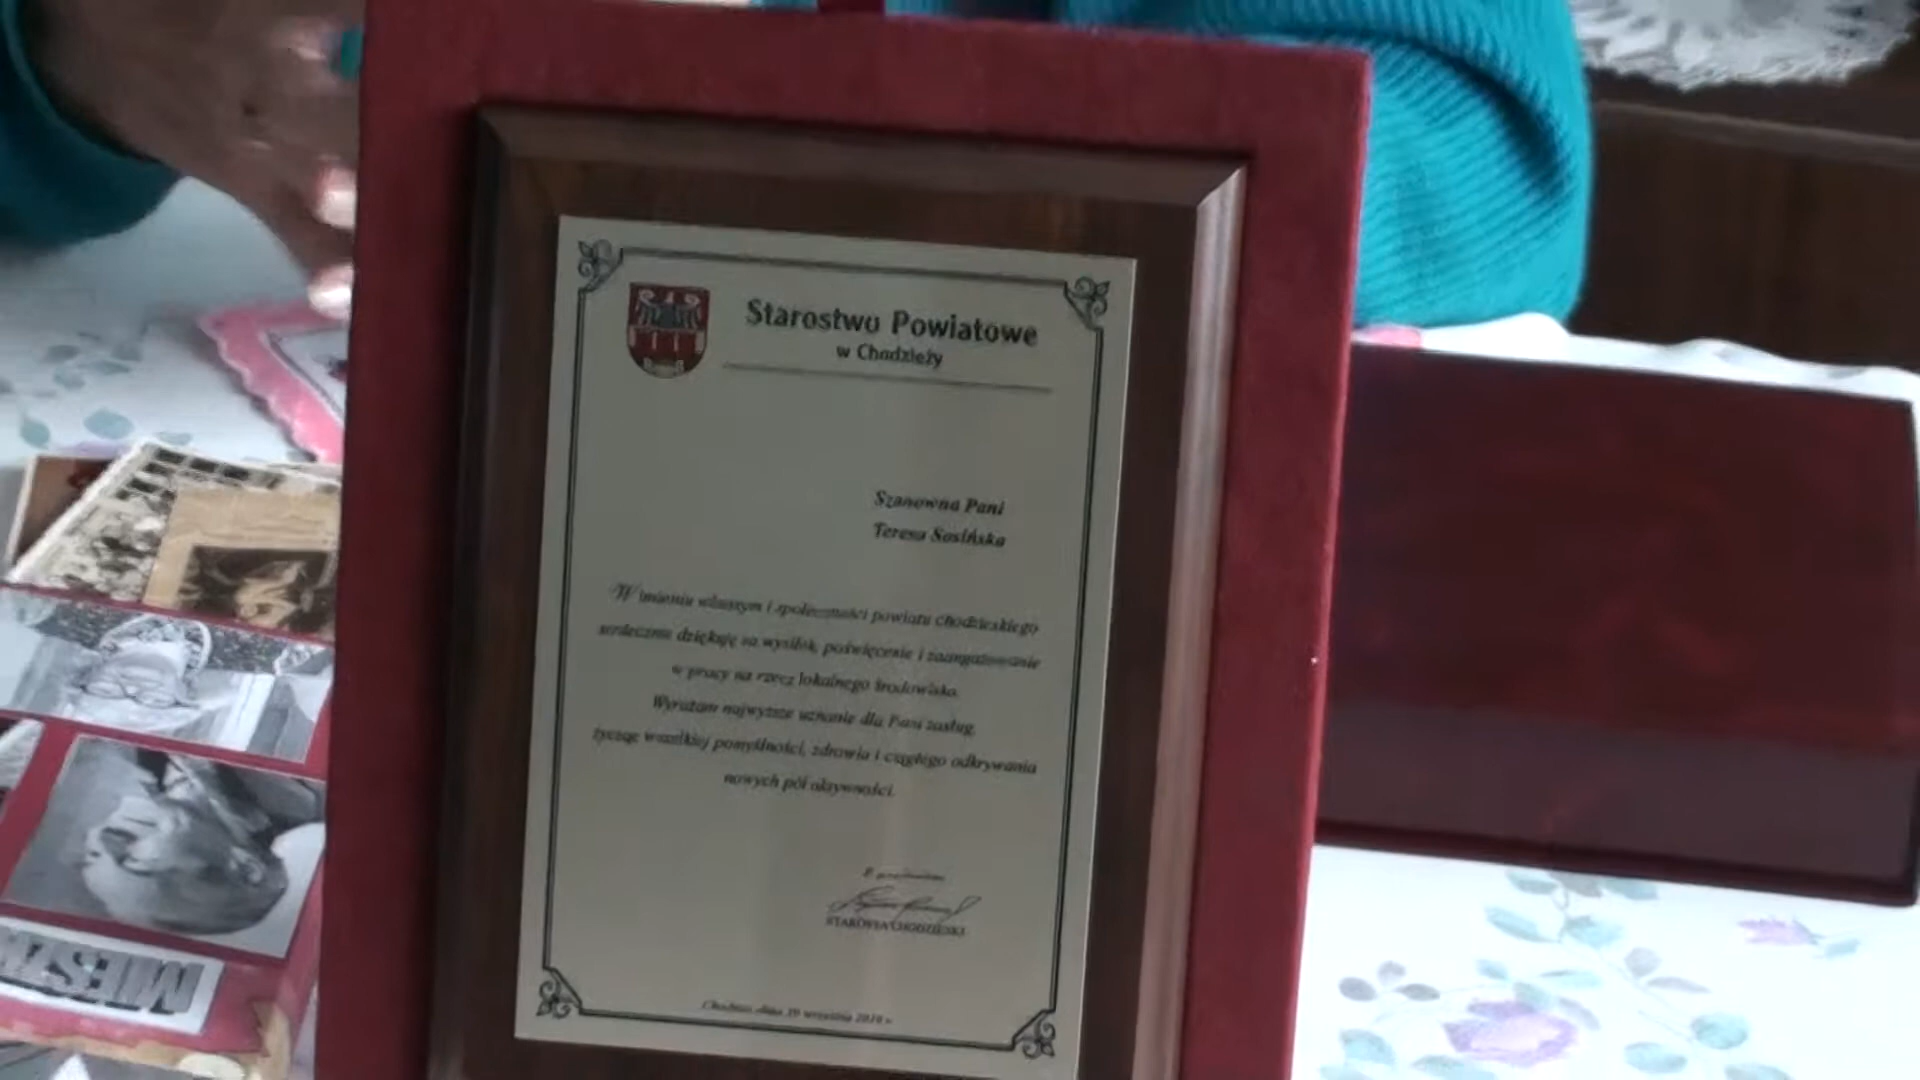 Starostwo Powiatowe
w Chodzieży
Szanowna Pani
Teresa Sosińska
W imieniu własnym i społeczności powiatu chodzieskiego
serdecznie dziękuję za wysiłek, poświęcenie i zaangażowanie
w pracy na rzecz lokalnego środowiska.
Wyrażam najwyższe uznanie dla Pani zasług,
życząc wszelkiej pomyślności, zdrowia i ciągłego odkrywania
nowych pól aktywności.
STAROSTA CHODZIESKI
września